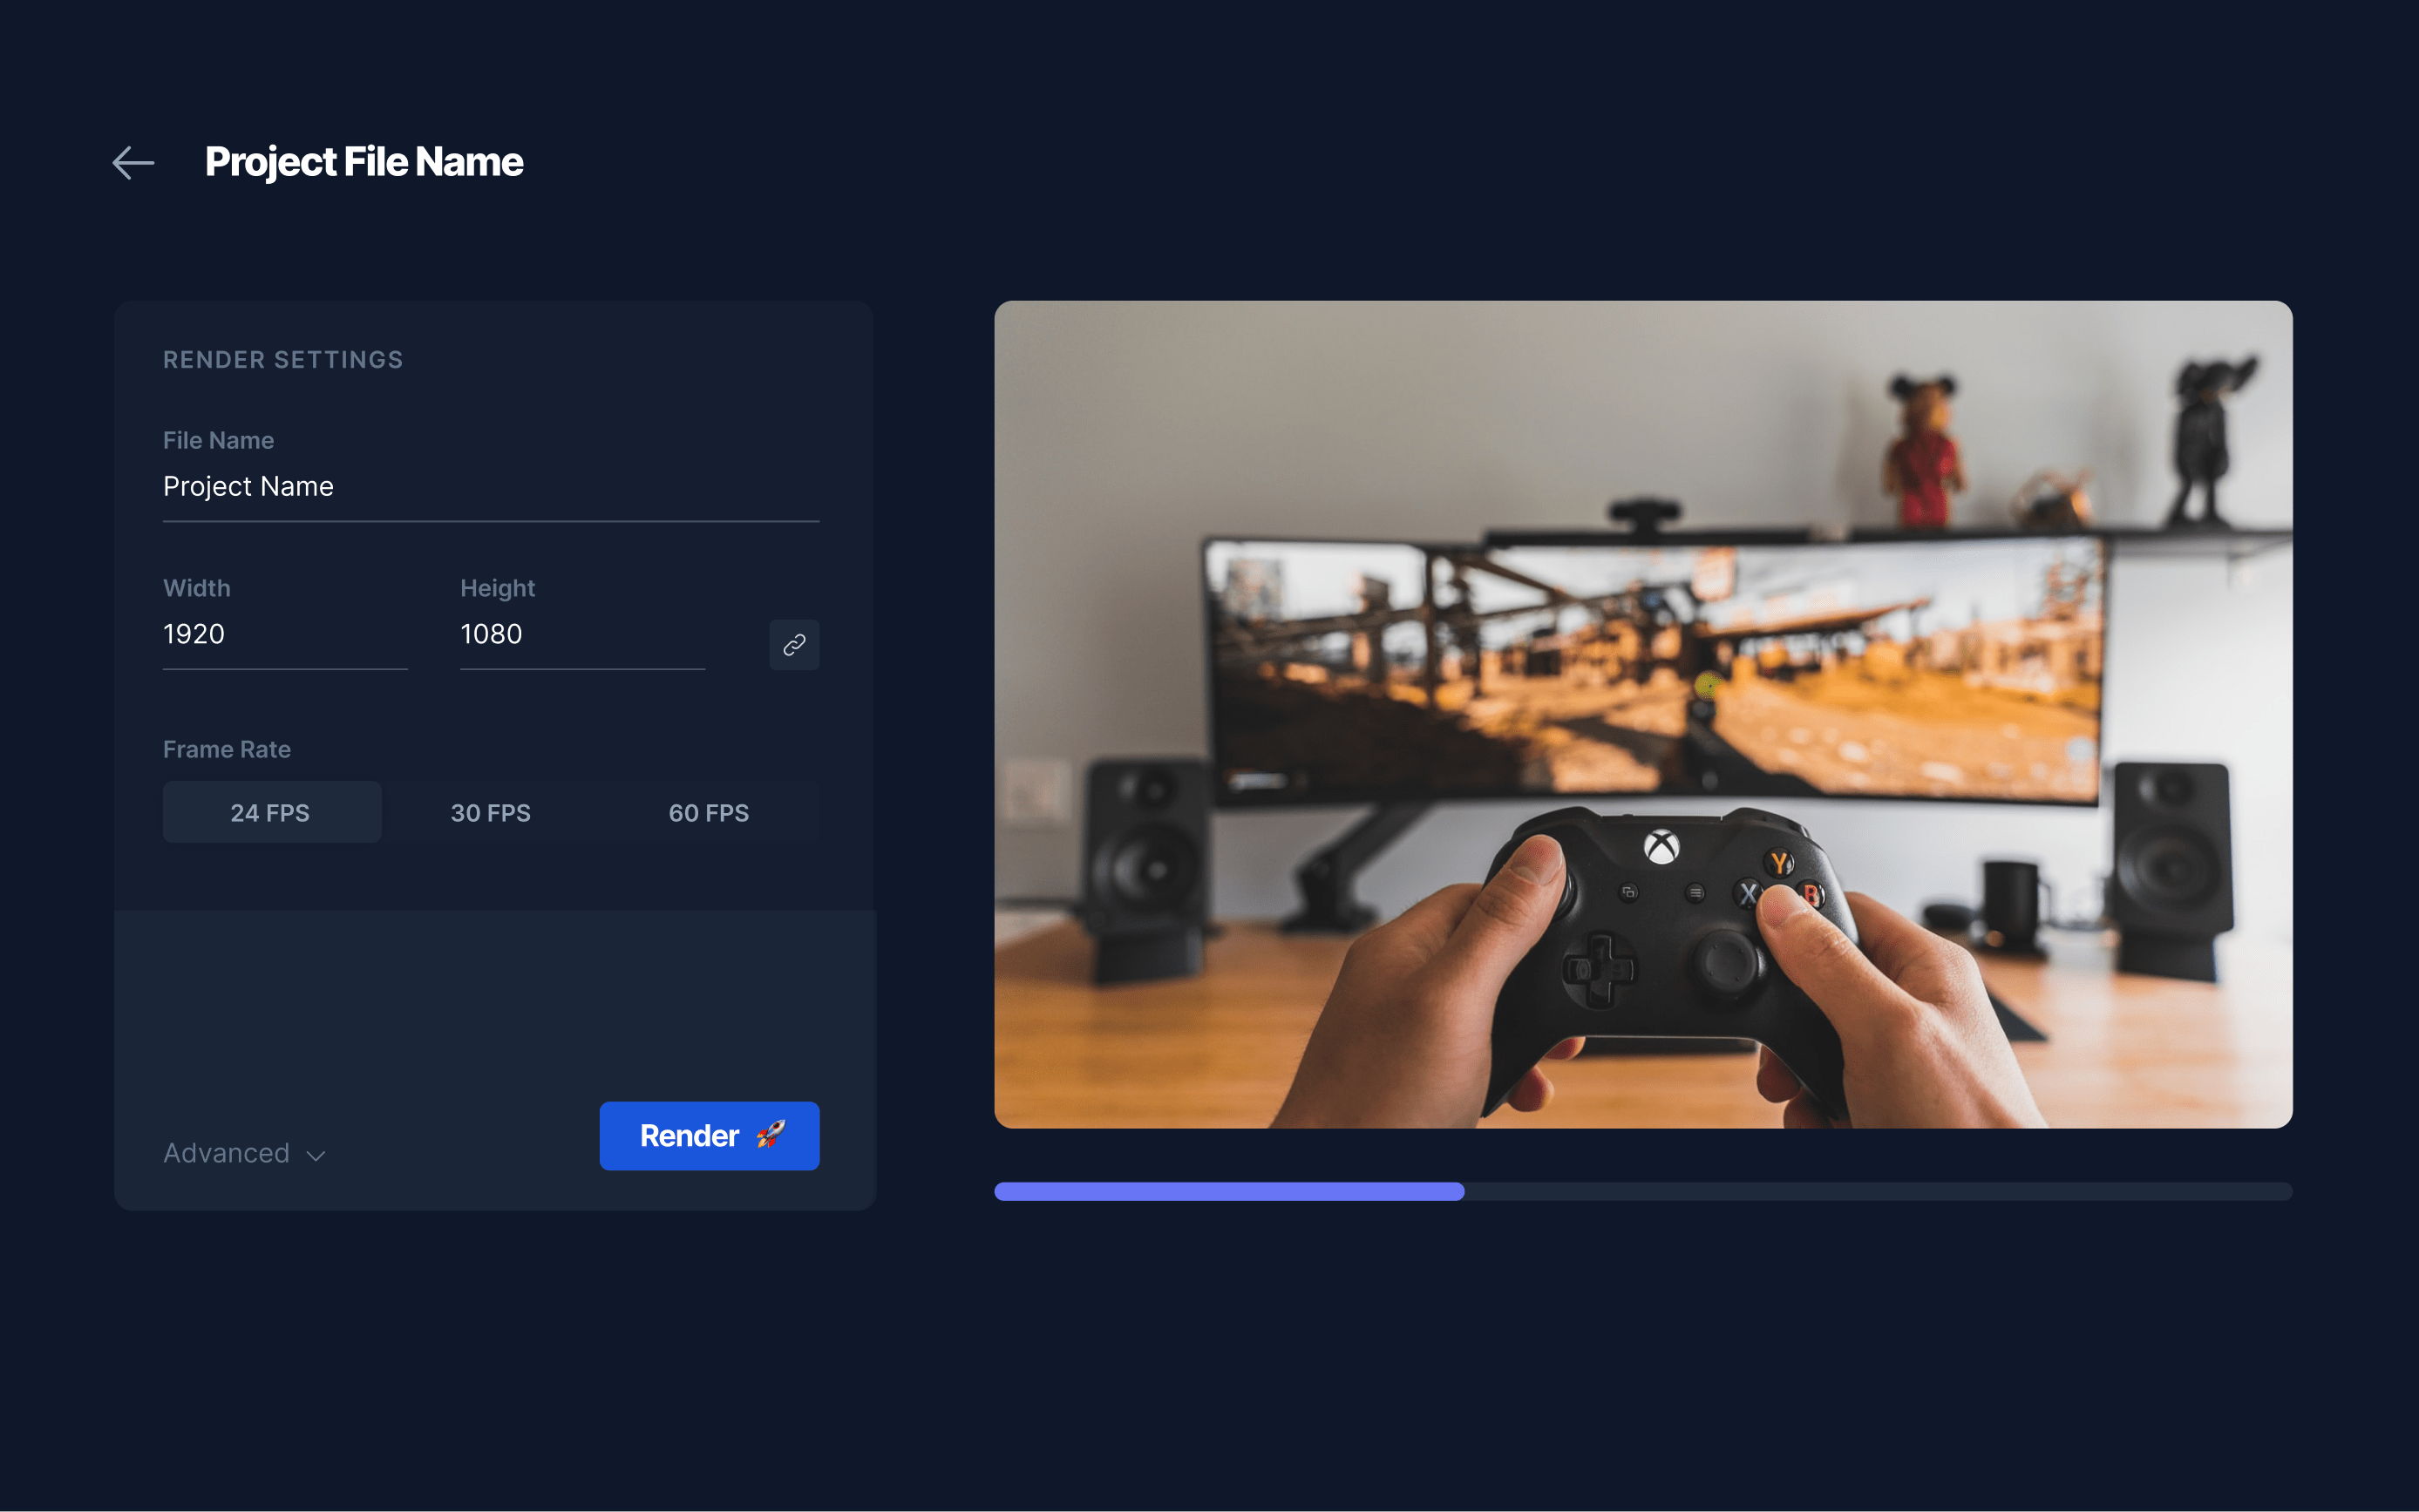 Project File Name
RENDER SETTINGS
File Name
Project Name
Width Height
1920 1080
Frame Rate
24 FPS 30 FPS 60 FPS
Advanced
Render 🚀
Y
X B